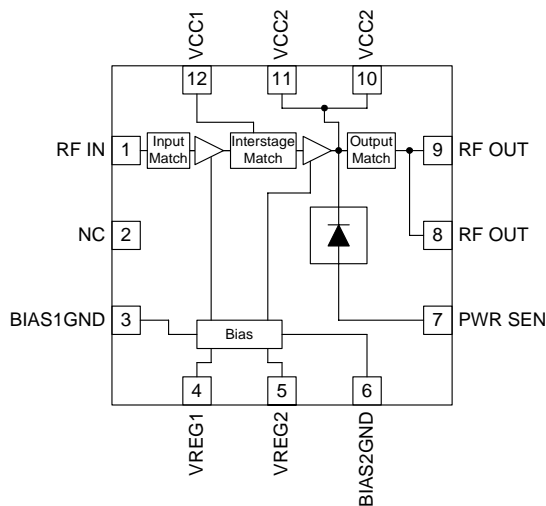 VCC1
VCC2
VCC2
12
11
10
RF IN
1
Input
Match
Interstage
Match
Output
Match
9
RF OUT
NC
2
8
RF OUT
BIAS1GND
3
Bias
7
PWR SEN
4
5
6
VREG1
VREG2
BIAS2GND